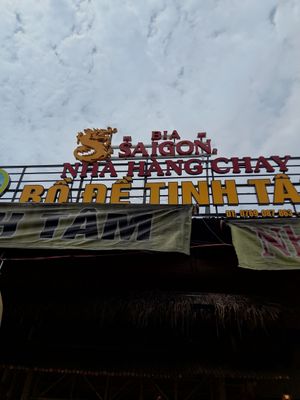 BIA
SAIGON
NHÀ HÀNG CHAY
BỒ ĐỀ TỊNH TÂ
H TÂM